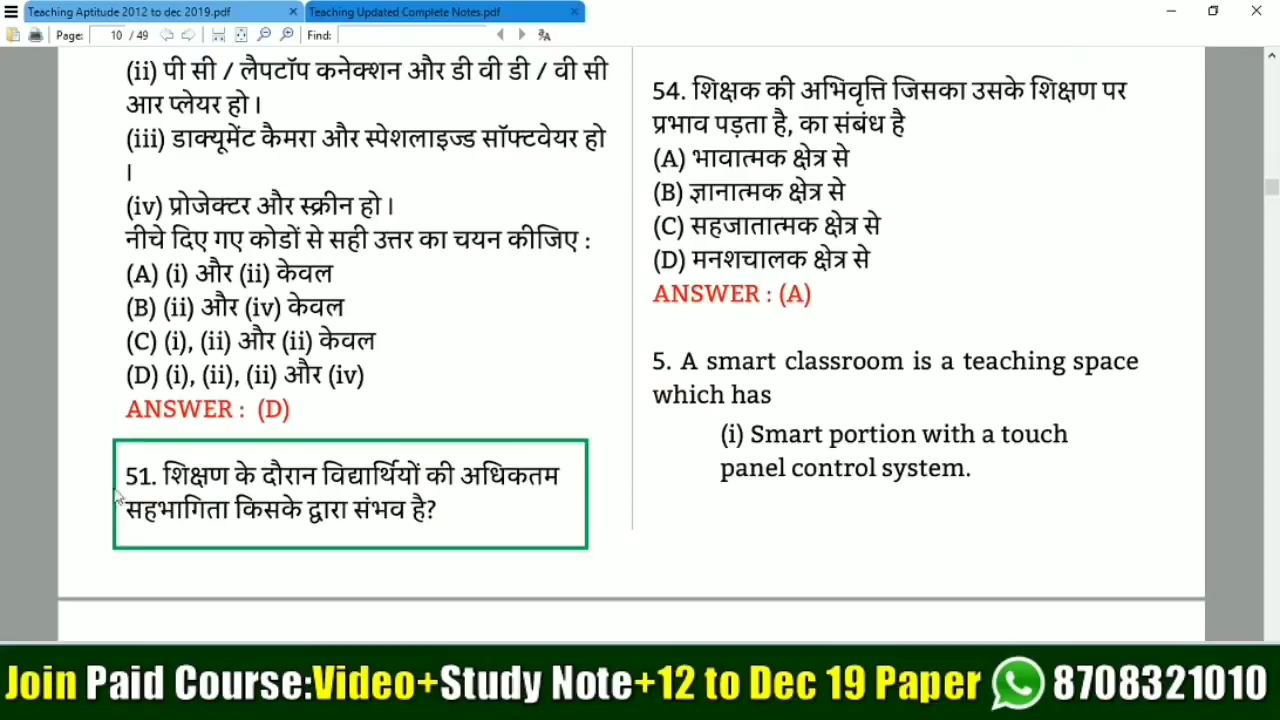 Teaching Aptitude 2012 to dec 2019.pdf
Teaching Updated Complete Notes.pdf
Page: 10 / 49 Find:
(ii) पी सी / लैपटॉप कनेक्शन और डी वी डी / वी सी
आर प्लेयर हो ।
(iii) डाक्यूमेंट कैमरा और स्पेशलाइज्ड सॉफ्टवेयर हो
।
(iv) प्रोजेक्टर और स्क्रीन हो ।
नीचे दिए गए कोडों से सही उत्तर का चयन कीजिए :
(A) (i) और (ii) केवल
(B) (ii) और (iv) केवल
(C) (i), (ii) और (ii) केवल
(D) (i), (ii), (ii) और (iv)
ANSWER : (D)
51. शिक्षण के दौरान विद्यार्थियों की अधिकतम
सहभागिता किसके द्वारा संभव है?
54. शिक्षक की अभिवृत्ति जिसका उसके शिक्षण पर
प्रभाव पड़ता है, का संबंध है
(A) भावात्मक क्षेत्र से
(B) ज्ञानात्मक क्षेत्र से
(C) सहजातात्मक क्षेत्र से
(D) मनशचालक क्षेत्र से
ANSWER : (A)
5. A smart classroom is a teaching space
which has
(i) Smart portion with a touch
panel control system.
Join Paid Course:Video+Study Note+12 to Dec 19 Paper 8708321010